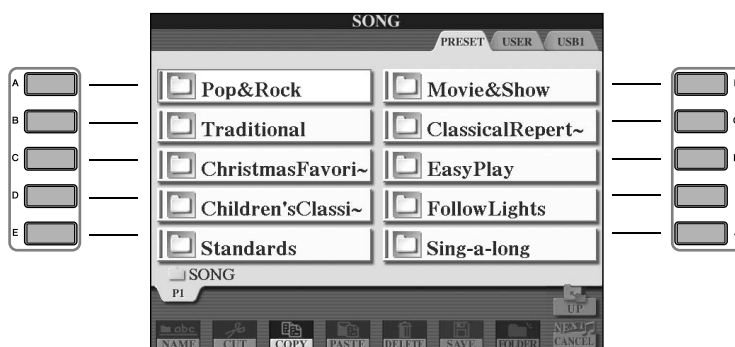 SONG
PRESET USER USB1
A
Pop&Rock Movie&Show
B
Traditional ClassicalRepert~
C
ChristmasFavori~ EasyPlay
D
Children'sClassi~ FollowLights
E
Standards Sing-a-long
SONG
P1
UP
abc
NEXT
NAME CUT COPY PASTE DELETE SAVE FOLDER CANCEL